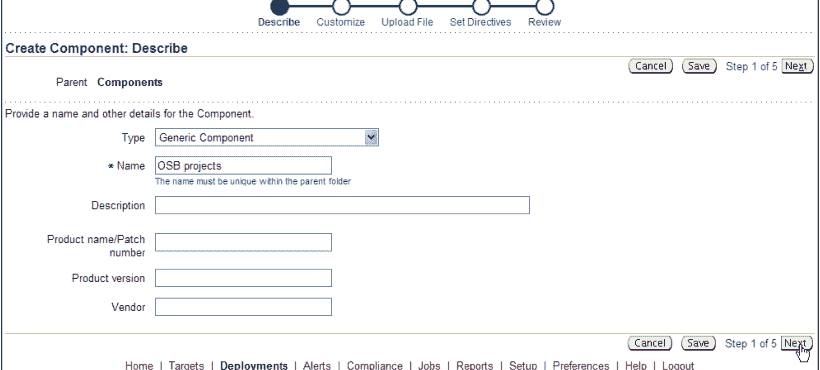 Describe Customize Upload File Set Directives Review
Create Component: Describe
Cancel Save Step 1 of 5 Next
Parent Components
Provide a name and other details for the Component.
Type Generic Component
* Name OSB projects
The name must be unique within the parent folder
Description
Product name/Patch
number
Product version
Vendor
Cancel Save Step 1 of 5 Next
Home | Targets | Deployments | Alerts | Compliance | Jobs | Reports | Setup | Preferences | Help | Logout